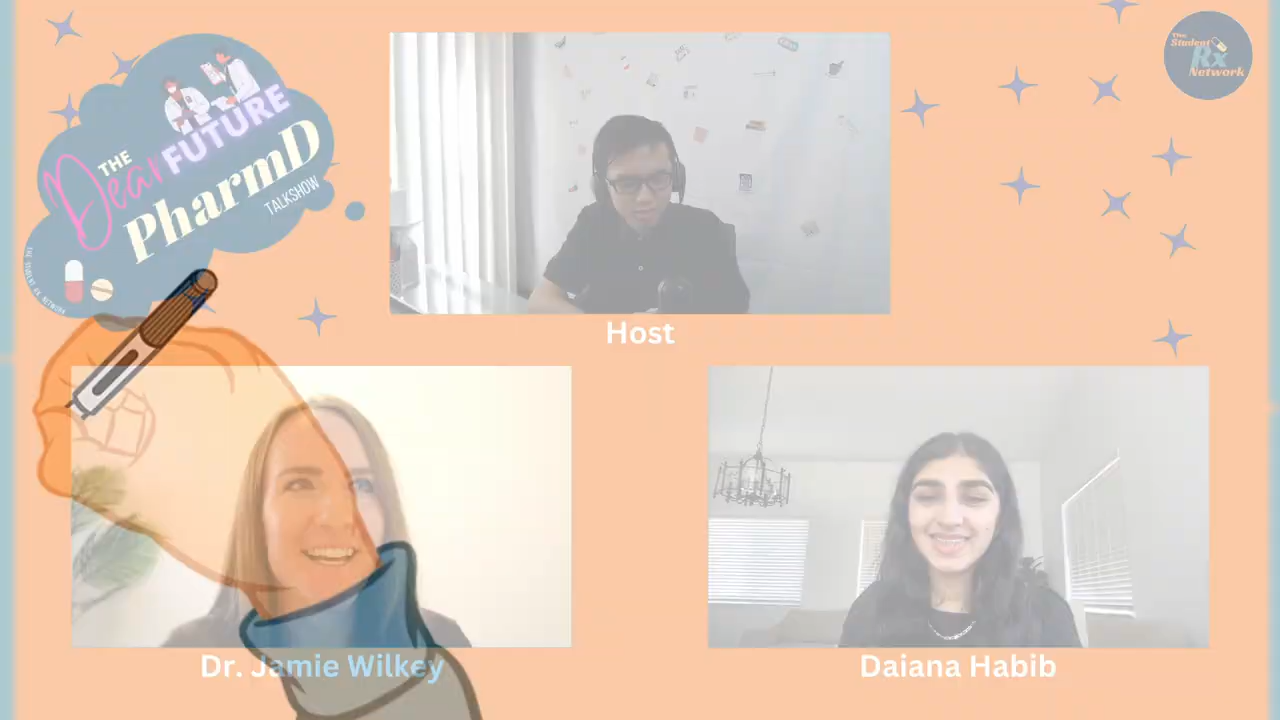 THE
Dear FUTURE
PharmD
TALKSHOW
THE STUDENT RX NETWORK
The
Student
Rx
Network
Host
Dr. Jamie Wilkey
Daiana Habib